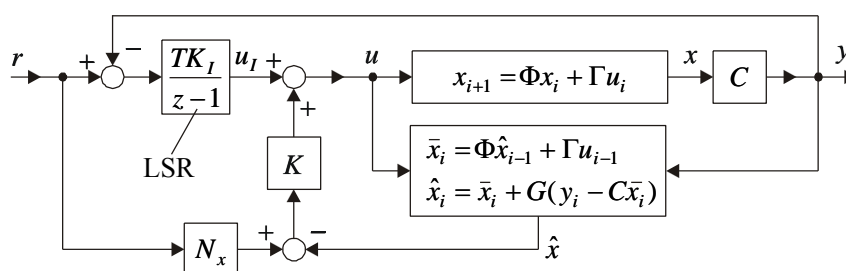 r + − TK_I / z − 1 u_I + + u x_{i+1} = Φx_i + Γu_i x C y
LSR
K
x̄_i = Φx̂_{i−1} + Γu_{i−1}
x̂_i = x̄_i + G(y_i − Cx̄_i)
N_x + − x̂